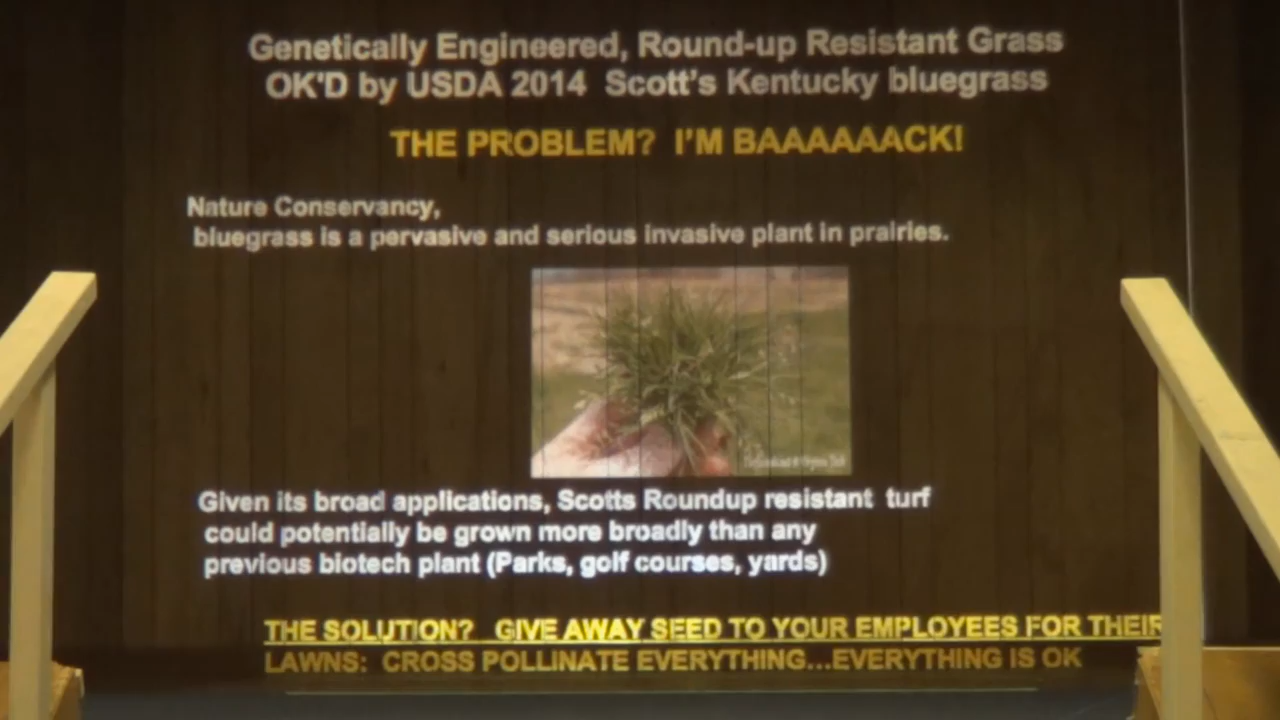 Genetically Engineered, Round-up Resistant Grass
OK'D by USDA 2014 Scott's Kentucky bluegrass
THE PROBLEM? I'M BAAAAAACK!
Nature Conservancy,
bluegrass is a pervasive and serious invasive plant in prairies.
Given its broad applications, Scotts Roundup resistant turf
could potentially be grown more broadly than any
previous biotech plant (Parks, golf courses, yards)
THE SOLUTION? GIVE AWAY SEED TO YOUR EMPLOYEES FOR THEIR
LAWNS: CROSS POLLINATE EVERYTHING...EVERYTHING IS OK